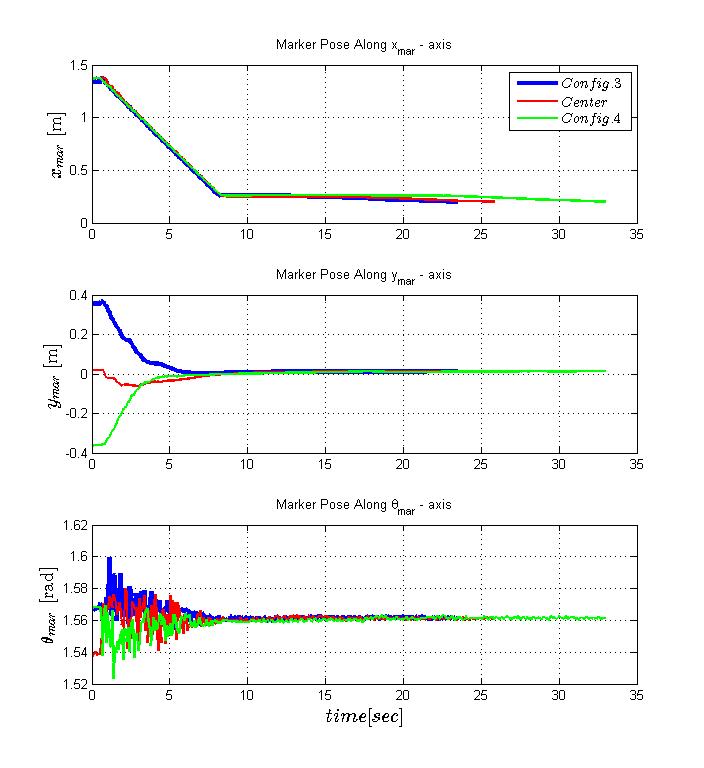 Marker Pose Along x_mar - axis
1.5
1
0.5
0
x_mar [m]
Config.3
Center
Config.4
0 5 10 15 20 25 30 35
Marker Pose Along y_mar - axis
0.4
0.2
0
-0.2
-0.4
y_mar [m]
0 5 10 15 20 25 30 35
Marker Pose Along θ_mar - axis
1.62
1.6
1.58
1.56
1.54
1.52
θ_mar [rad]
0 5 10 15 20 25 30 35
time[sec]